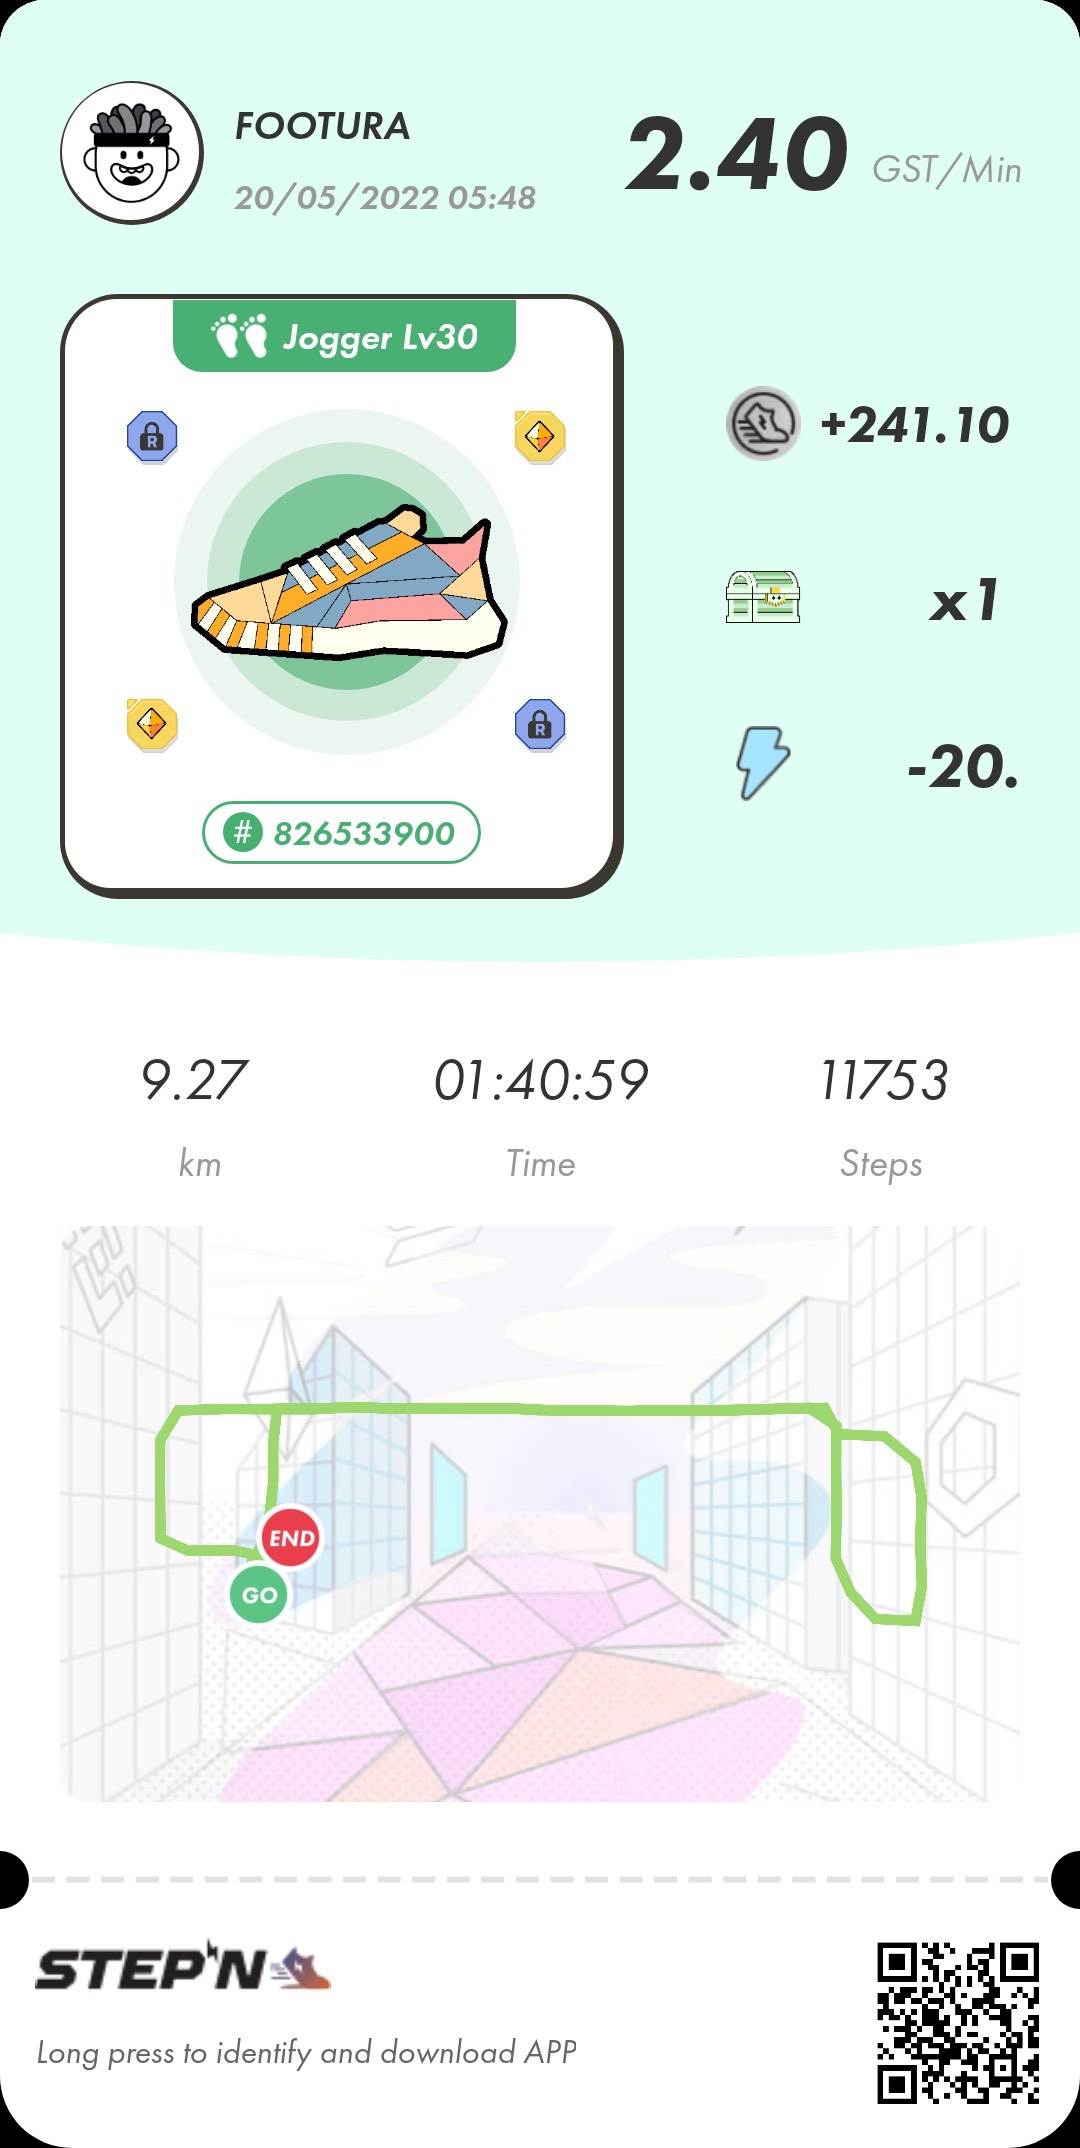 FOOTURA
20/05/2022 05:48
2.40 GST/Min
Jogger Lv30
R
R
# 826533900
+241.10
x1
-20.
9.27
km
01:40:59
Time
11753
Steps
END
GO
STEP'N
Long press to identify and download APP